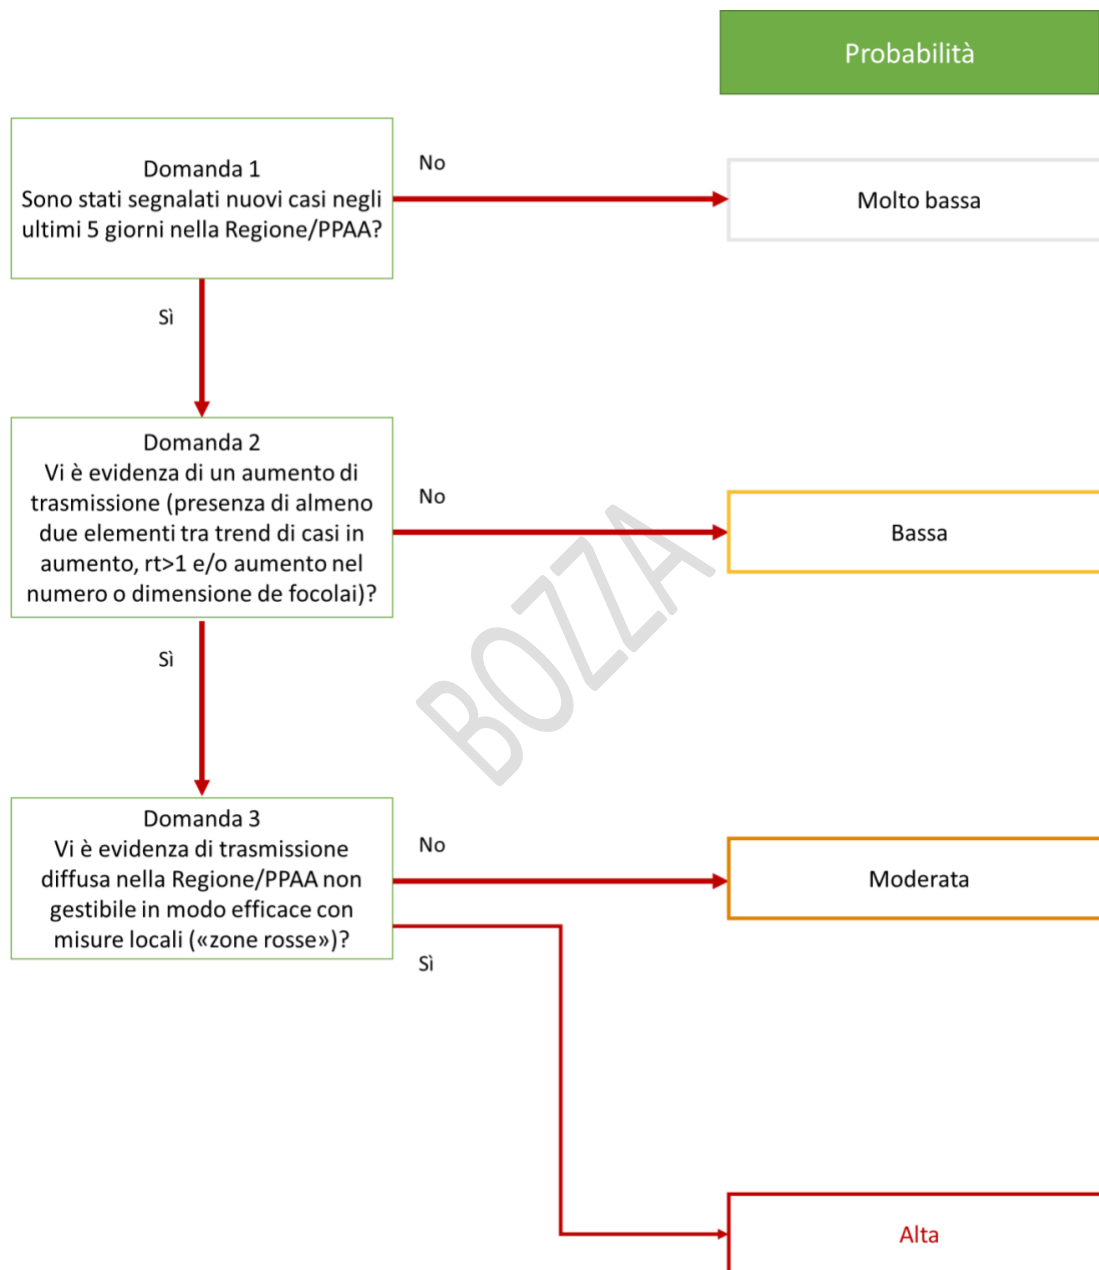 Probabilità
Domanda 1
Sono stati segnalati nuovi casi negli
ultimi 5 giorni nella Regione/PPAA?
No
Molto bassa
Sì
Domanda 2
Vi è evidenza di un aumento di
trasmissione (presenza di almeno
due elementi tra trend di casi in
aumento, rt>1 e/o aumento nel
numero o dimensione de focolai)?
No
Bassa
BOZZA
Sì
Domanda 3
Vi è evidenza di trasmissione
diffusa nella Regione/PPAA non
gestibile in modo efficace con
misure locali («zone rosse»)?
No
Moderata
Sì
Alta